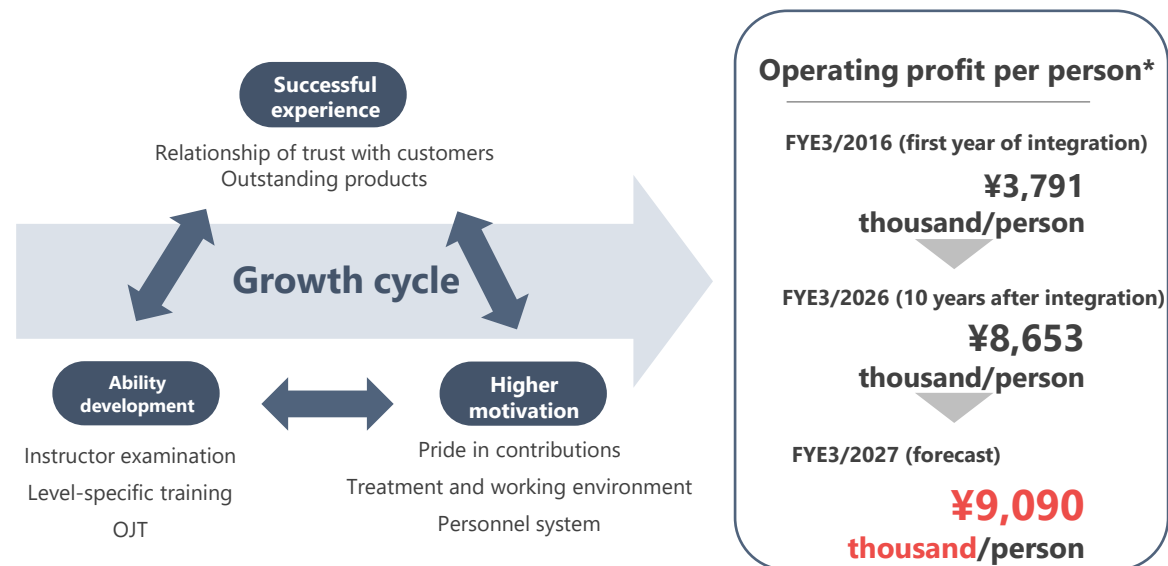 Successful
experience
Relationship of trust with customers
Outstanding products
Growth cycle
Ability
development
Instructor examination
Level-specific training
OJT
Higher
motivation
Pride in contributions
Treatment and working environment
Personnel system
Operating profit per person*
FYE3/2016 (first year of integration)
¥3,791
thousand/person
FYE3/2026 (10 years after integration)
¥8,653
thousand/person
FYE3/2027 (forecast)
¥9,090
thousand/person